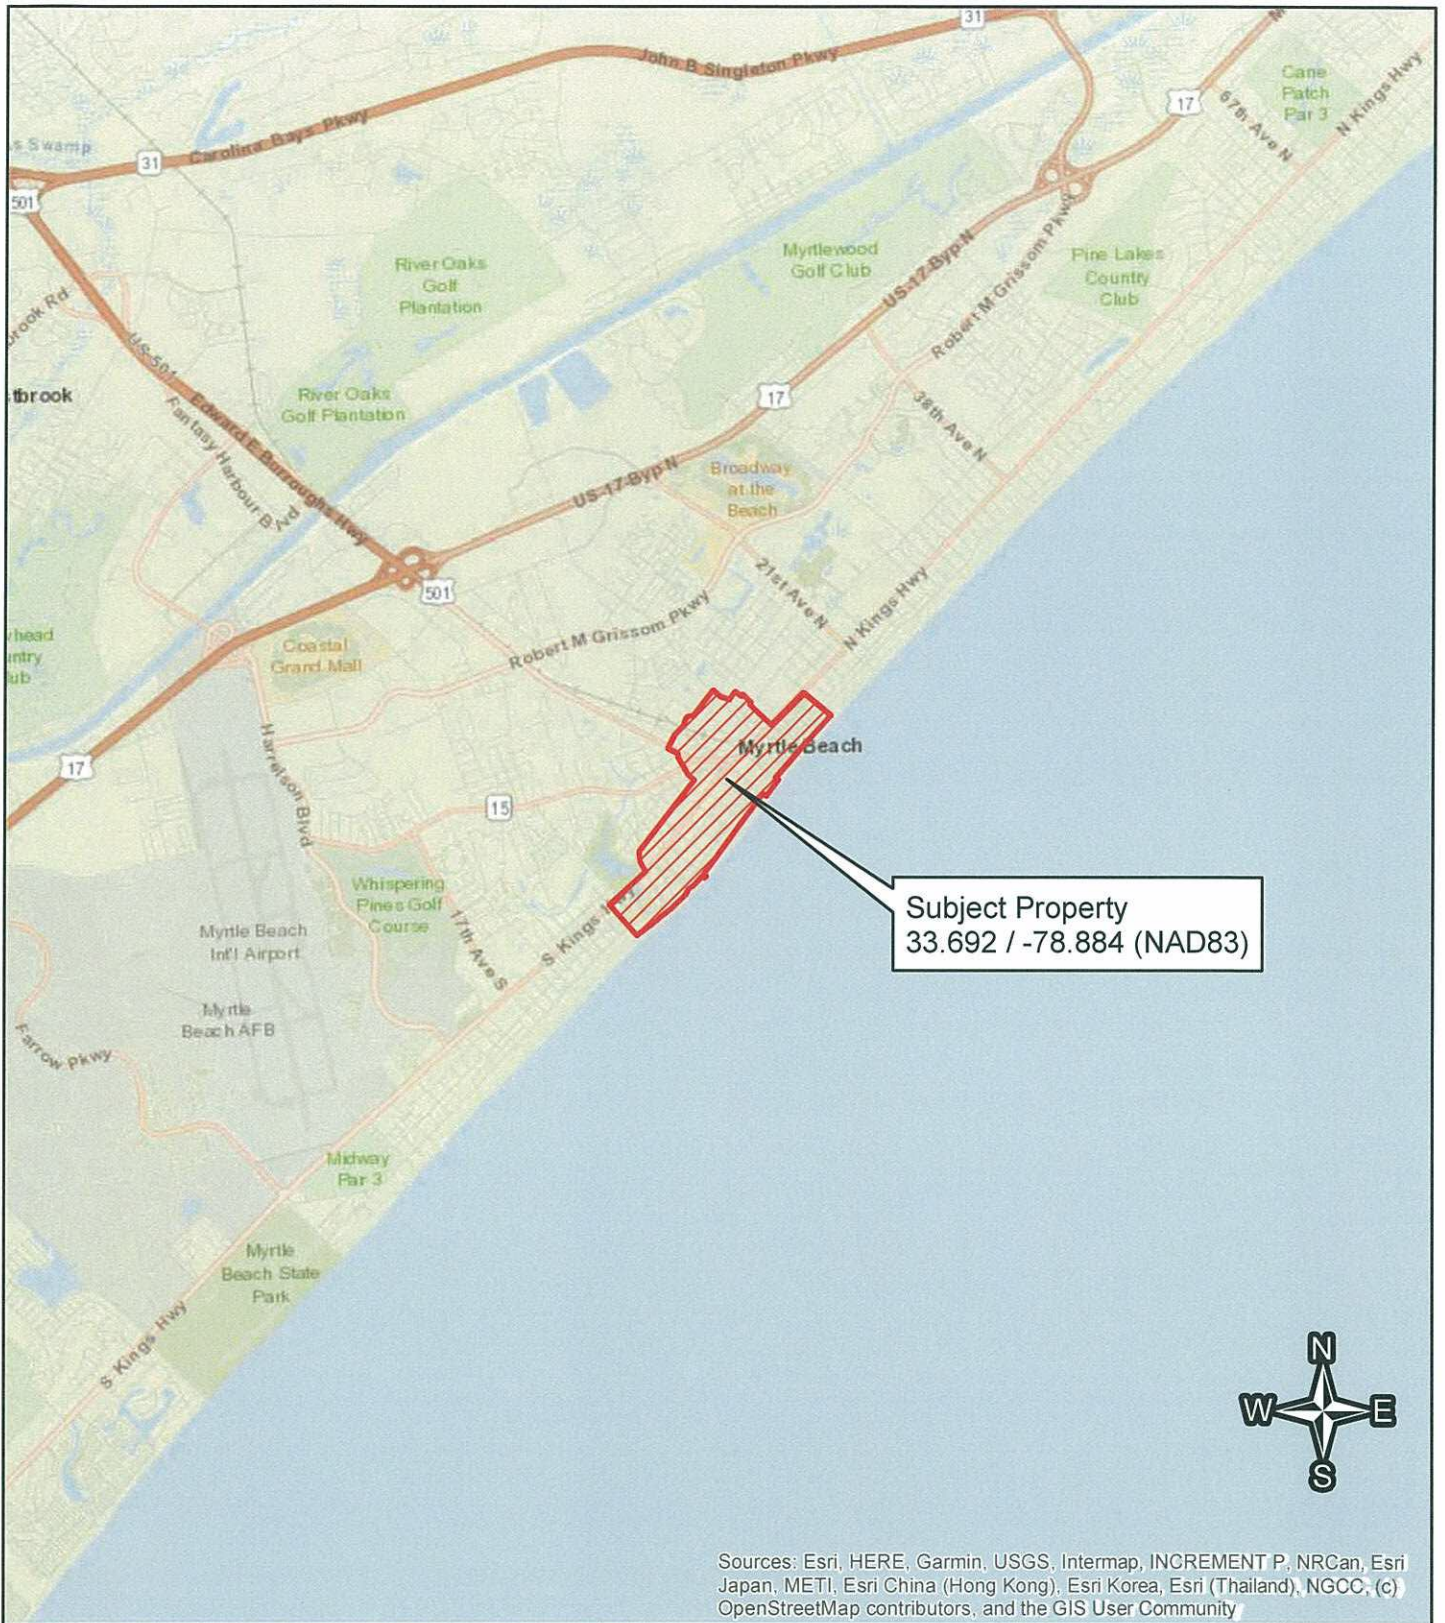 31
John B Singleton Pkwy
Cane
Patch
Par 3
17
67th Ave N
N Kings Hwy
s Swamp
Carolina Bays Pkwy
31
501
River Oaks
Golf
Plantation
Myrtlewood
Golf Club
US-17-Byp N
Robert M Grissom Pkwy
Pine Lakes
Country
Club
brook Rd
US-501
tbrook
River Oaks
Golf Plantation
Edward E Burroughs Hwy
Fantasy Harbour Blvd
17
38th Ave N
US-17-Byp N
Broadway
at the
Beach
501
21st Ave N
N Kings Hwy
Robert M Grissom Pkwy
head
ntry
ub
Coastal
Grand Mall
17
Harrelson Blvd
Myrtle Beach
15
Whispering
Pines Golf
Course
17th Ave S
S Kings Hwy
Subject Property
33.692 / -78.884 (NAD83)
Myrtle Beach
Int'l Airport
Myrtle
Beach AFB
Farrow Pkwy
Midway
Par 3
Myrtle
Beach State
Park
S Kings Hwy
N
W
E
S
Sources: Esri, HERE, Garmin, USGS, Intermap, INCREMENT P, NRCan, Esri
Japan, METI, Esri China (Hong Kong), Esri Korea, Esri (Thailand), NGCC, (c)
OpenStreetMap contributors, and the GIS User Community